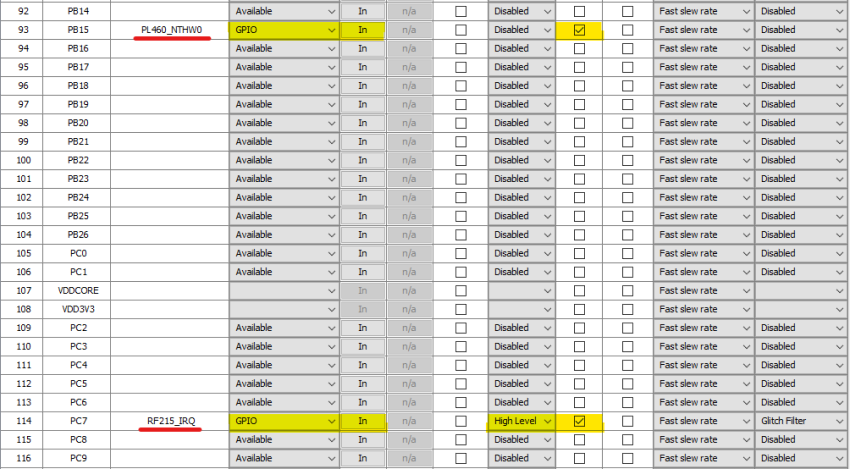 92 PB14 Available In n/a Disabled Fast slew rate Disabled
93 PB15 PL460_NTHW0 GPIO In n/a Disabled Fast slew rate Disabled
94 PB16 Available In n/a Disabled Fast slew rate Disabled
95 PB17 Available In n/a Disabled Fast slew rate Disabled
96 PB18 Available In n/a Disabled Fast slew rate Disabled
97 PB19 Available In n/a Disabled Fast slew rate Disabled
98 PB20 Available In n/a Disabled Fast slew rate Disabled
99 PB21 Available In n/a Disabled Fast slew rate Disabled
100 PB22 Available In n/a Disabled Fast slew rate Disabled
101 PB23 Available In n/a Disabled Fast slew rate Disabled
102 PB24 Available In n/a Disabled Fast slew rate Disabled
103 PB25 Available In n/a Disabled Fast slew rate Disabled
104 PB26 Available In n/a Disabled Fast slew rate Disabled
105 PC0 Available In n/a Disabled Fast slew rate Disabled
106 PC1 Available In n/a Disabled Fast slew rate Disabled
107 VDDCORE In n/a Fast slew rate
108 VDD3V3 In n/a Fast slew rate
109 PC2 Available In n/a Disabled Fast slew rate Disabled
110 PC3 Available In n/a Disabled Fast slew rate Disabled
111 PC4 Available In n/a Disabled Fast slew rate Disabled
112 PC5 Available In n/a Disabled Fast slew rate Disabled
113 PC6 Available In n/a Disabled Fast slew rate Disabled
114 PC7 RF215_IRQ GPIO In n/a High Level Fast slew rate Glitch Filter
115 PC8 Available In n/a Disabled Fast slew rate Disabled
116 PC9 Available In n/a Disabled Fast slew rate Disabled